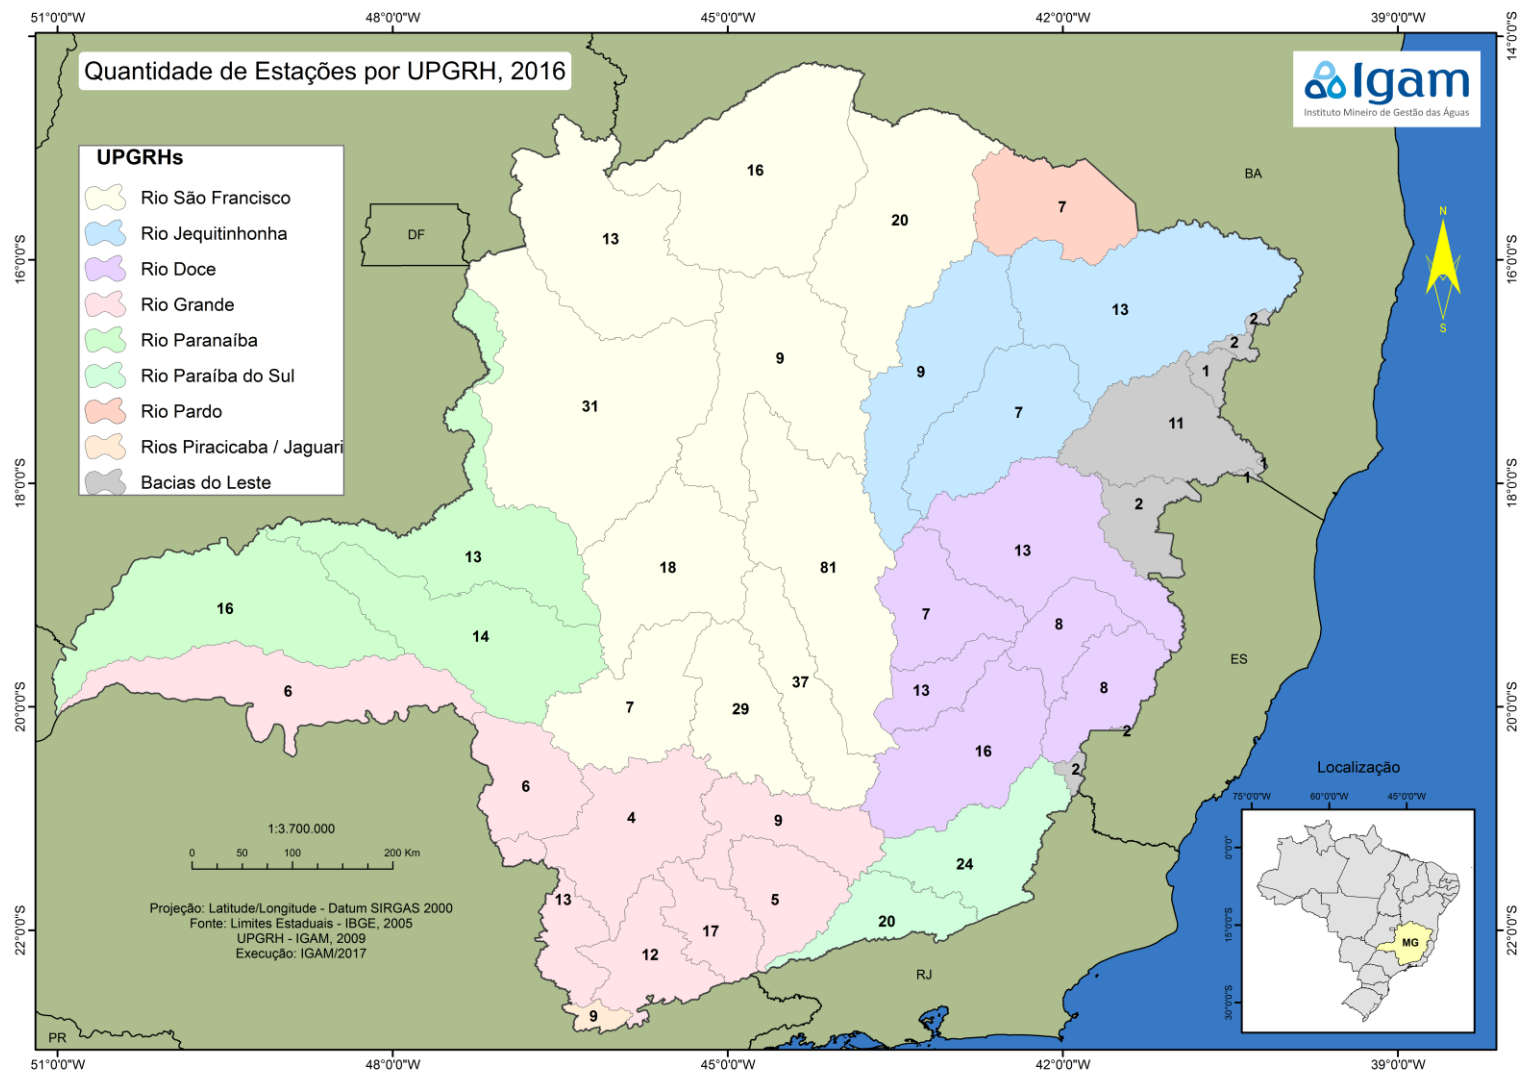 51°0'0"W 48°0'0"W 45°0'0"W 42°0'0"W 39°0'0"W
Quantidade de Estações por UPGRH, 2016
Igam
Instituto Mineiro de Gestão das Águas
14°0'0"S
14°0'0"S
UPGRHs
Rio São Francisco
Rio Jequitinhonha
Rio Doce
Rio Grande
Rio Paranaíba
Rio Paraíba do Sul
Rio Pardo
Rios Piracicaba / Jaguari
Bacias do Leste
DF
BA
N
S
16°0'0"S
16°0'0"S
18°0'0"S
18°0'0"S
20°0'0"S
20°0'0"S
22°0'0"S
22°0'0"S
16
20
7
13
13
2
2
9
9
1
31
7
11
1
1
2
13
13
18
81
16
7
8
14
ES
37
13
8
6
7
29
2
16
2
6
4
9
24
13
5
20
17
12
9
RJ
PR
1:3.700.000
0 50 100 200 Km
Projeção: Latitude/Longitude - Datum SIRGAS 2000
Fonte: Limites Estaduais - IBGE, 2005
UPGRH - IGAM, 2009
Execução: IGAM/2017
Localização
75°0'0"W 60°0'0"W 45°0'0"W
0°0'0"
15°0'0"S
30°0'0"S
MG
51°0'0"W 48°0'0"W 45°0'0"W 42°0'0"W 39°0'0"W